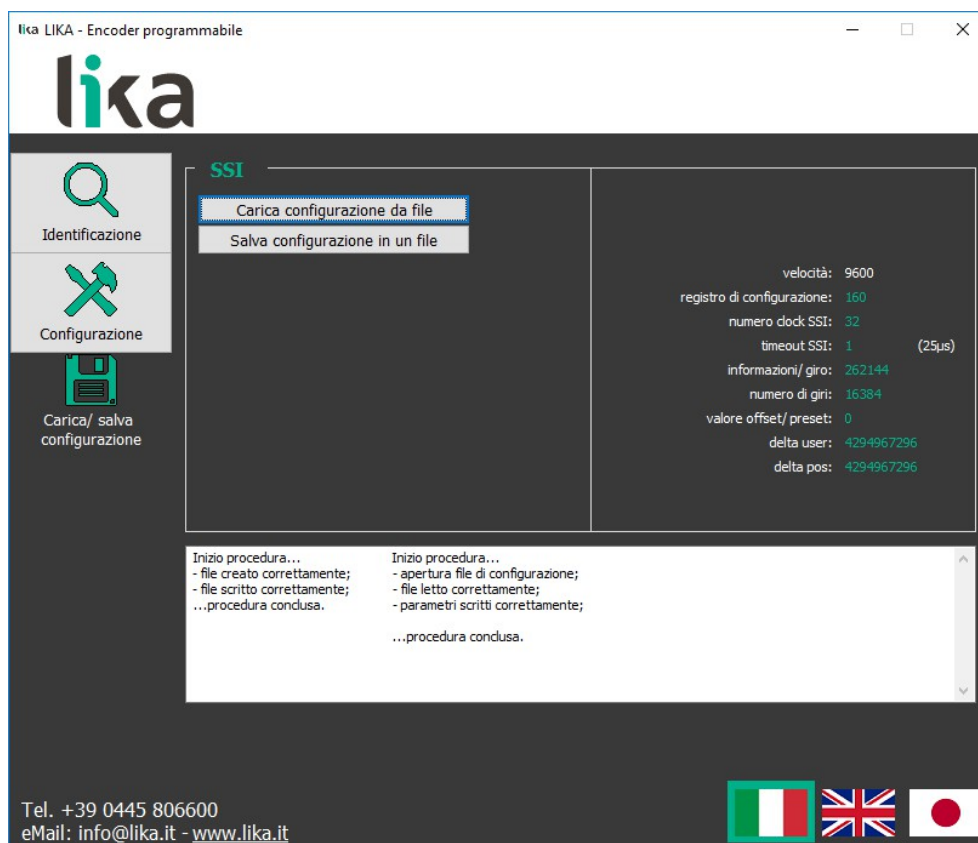 lika LIKA - Encoder programmabile
lika
Identificazione
Configurazione
Carica/ salva
configurazione
SSI
Carica configurazione da file
Salva configurazione in un file
velocità: 9600
registro di configurazione: 160
numero clock SSI: 32
timeout SSI: 1 (25µs)
informazioni/ giro: 262144
numero di giri: 16384
valore offset/ preset: 0
delta user: 4294967296
delta pos: 4294967296
Inizio procedura...
- file creato correttamente;
- file scritto correttamente;
...procedura conclusa.
Inizio procedura...
- apertura file di configurazione;
- file letto correttamente;
- parametri scritti correttamente;
...procedura conclusa.
Tel. +39 0445 806600
eMail: info@lika.it - www.lika.it